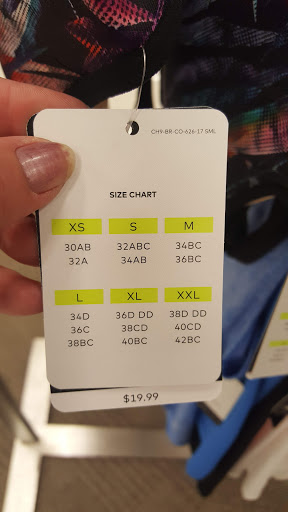 CH9-BR-CO-626-17 SML
SIZE CHART
XS S M
30AB 32ABC 34BC
32A 34AB 36BC
L XL XXL
34D 36D DD 38D DD
36C 38CD 40CD
38BC 40BC 42BC
$19.99